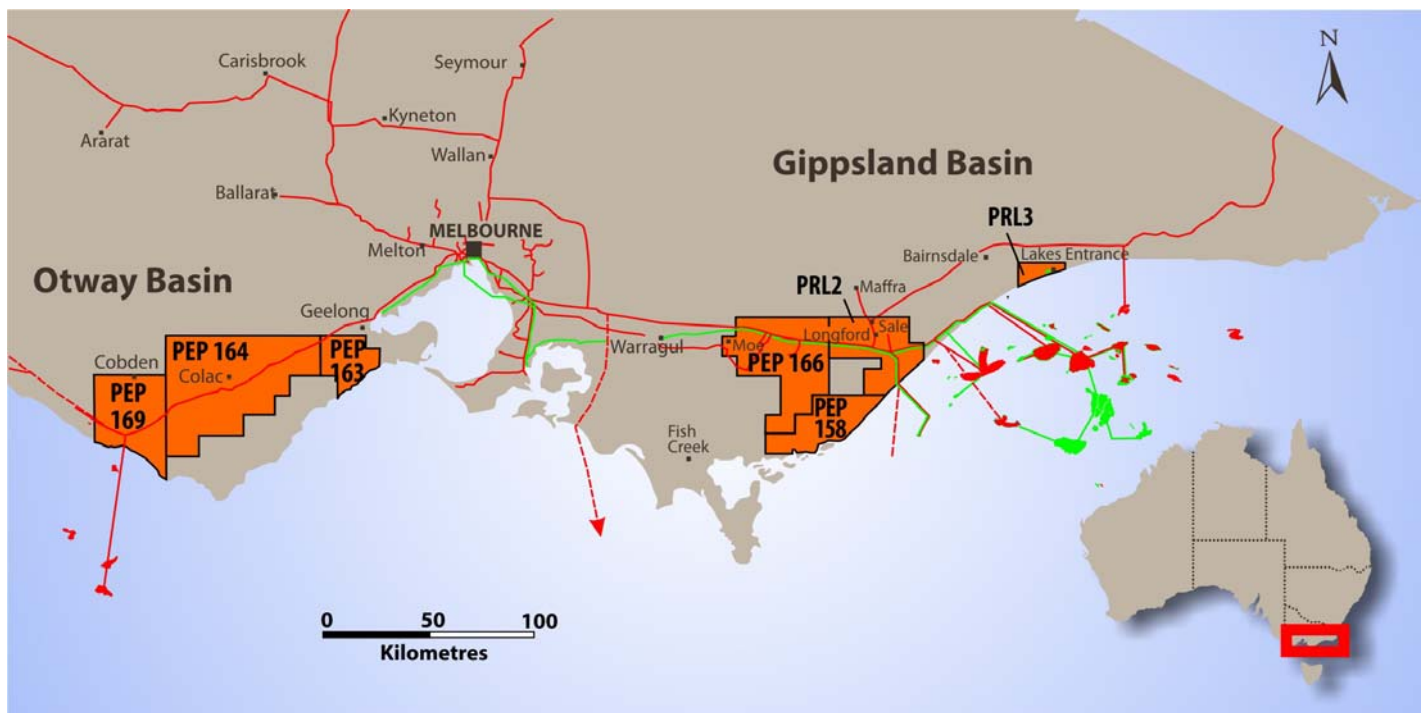 N
Carisbrook
Seymour
Kyneton
Ararat
Wallan
Gippsland Basin
Ballarat
PRL3
MELBOURNE
Melton
Bairnsdale
Lakes Entrance
Otway Basin
PRL2
Maffra
Geelong
Sale
Longford
Warragul
Moe
PEP 164
PEP
163
PEP 166
Cobden
Colac
PEP
169
PEP
158
Fish
Creek
0 50 100
Kilometres